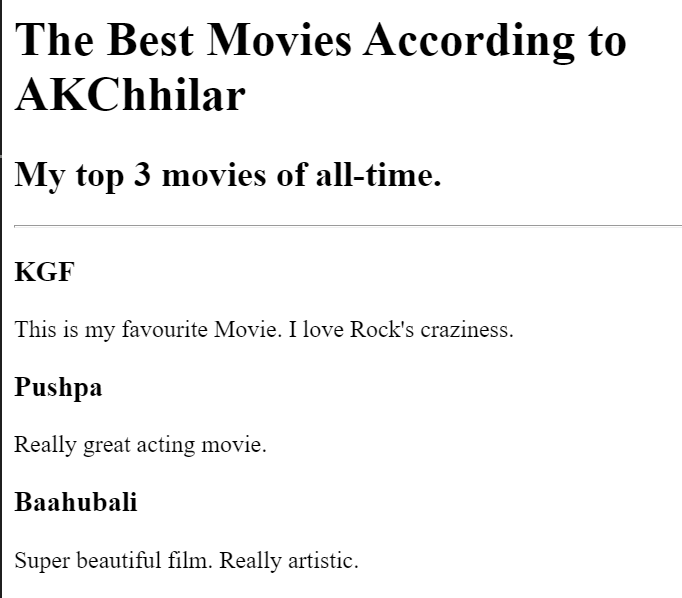 The Best Movies According to
AKChhilar
My top 3 movies of all-time.
KGF
This is my favourite Movie. I love Rock's craziness.
Pushpa
Really great acting movie.
Baahubali
Super beautiful film. Really artistic.